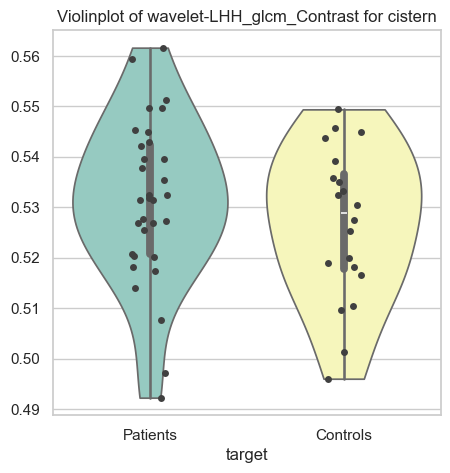 Violinplot of wavelet-LHH_glcm_Contrast for cistern
0.56
0.55
0.54
0.53
0.52
0.51
0.50
0.49
Patients Controls
target